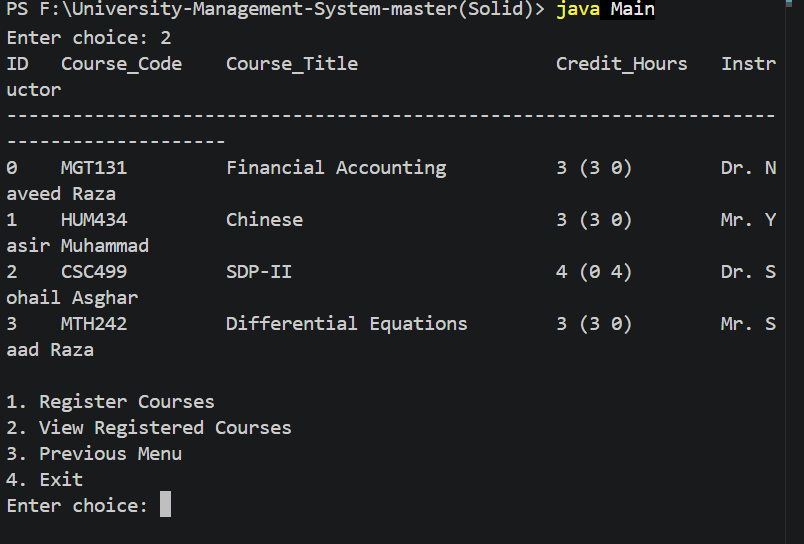 PS F:\University-Management-System-master(Solid)> java Main
Enter choice: 2
ID   Course_Code    Course_Title                  Credit_Hours   Instr
uctor
----------------------------------------------------------------------
--------------------
0    MGT131         Financial Accounting          3 (3 0)        Dr. N
aveed Raza
1    HUM434         Chinese                       3 (3 0)        Mr. Y
asir Muhammad
2    CSC499         SDP-II                        4 (0 4)        Dr. S
ohail Asghar
3    MTH242         Differential Equations        3 (3 0)        Mr. S
aad Raza
1. Register Courses
2. View Registered Courses
3. Previous Menu
4. Exit
Enter choice: